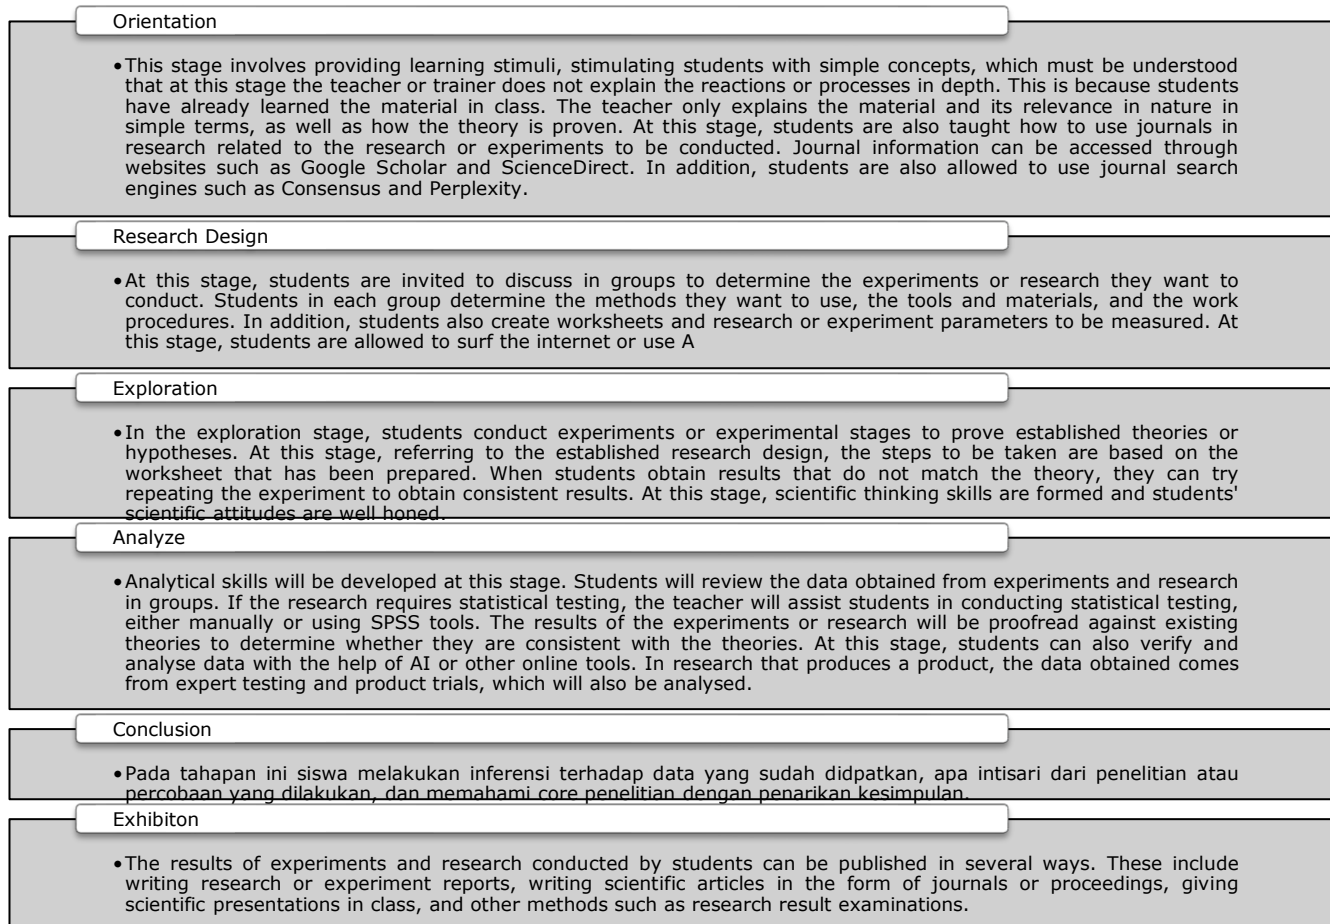 Orientation
•This stage involves providing learning stimuli, stimulating students with simple concepts, which must be understood
that at this stage the teacher or trainer does not explain the reactions or processes in depth. This is because students
have already learned the material in class. The teacher only explains the material and its relevance in nature in
simple terms, as well as how the theory is proven. At this stage, students are also taught how to use journals in
research related to the research or experiments to be conducted. Journal information can be accessed through
websites such as Google Scholar and ScienceDirect. In addition, students are also allowed to use journal search
engines such as Consensus and Perplexity.
Research Design
•At this stage, students are invited to discuss in groups to determine the experiments or research they want to
conduct. Students in each group determine the methods they want to use, the tools and materials, and the work
procedures. In addition, students also create worksheets and research or experiment parameters to be measured. At
this stage, students are allowed to surf the internet or use A
Exploration
•In the exploration stage, students conduct experiments or experimental stages to prove established theories or
hypotheses. At this stage, referring to the established research design, the steps to be taken are based on the
worksheet that has been prepared. When students obtain results that do not match the theory, they can try
repeating the experiment to obtain consistent results. At this stage, scientific thinking skills are formed and students'
scientific attitudes are well honed.
Analyze
•Analytical skills will be developed at this stage. Students will review the data obtained from experiments and research
in groups. If the research requires statistical testing, the teacher will assist students in conducting statistical testing,
either manually or using SPSS tools. The results of the experiments or research will be proofread against existing
theories to determine whether they are consistent with the theories. At this stage, students can also verify and
analyse data with the help of AI or other online tools. In research that produces a product, the data obtained comes
from expert testing and product trials, which will also be analysed.
Conclusion
•Pada tahapan ini siswa melakukan inferensi terhadap data yang sudah didpatkan, apa intisari dari penelitian atau
percobaan yang dilakukan, dan memahami core penelitian dengan penarikan kesimpulan.
Exhibiton
•The results of experiments and research conducted by students can be published in several ways. These include
writing research or experiment reports, writing scientific articles in the form of journals or proceedings, giving
scientific presentations in class, and other methods such as research result examinations.